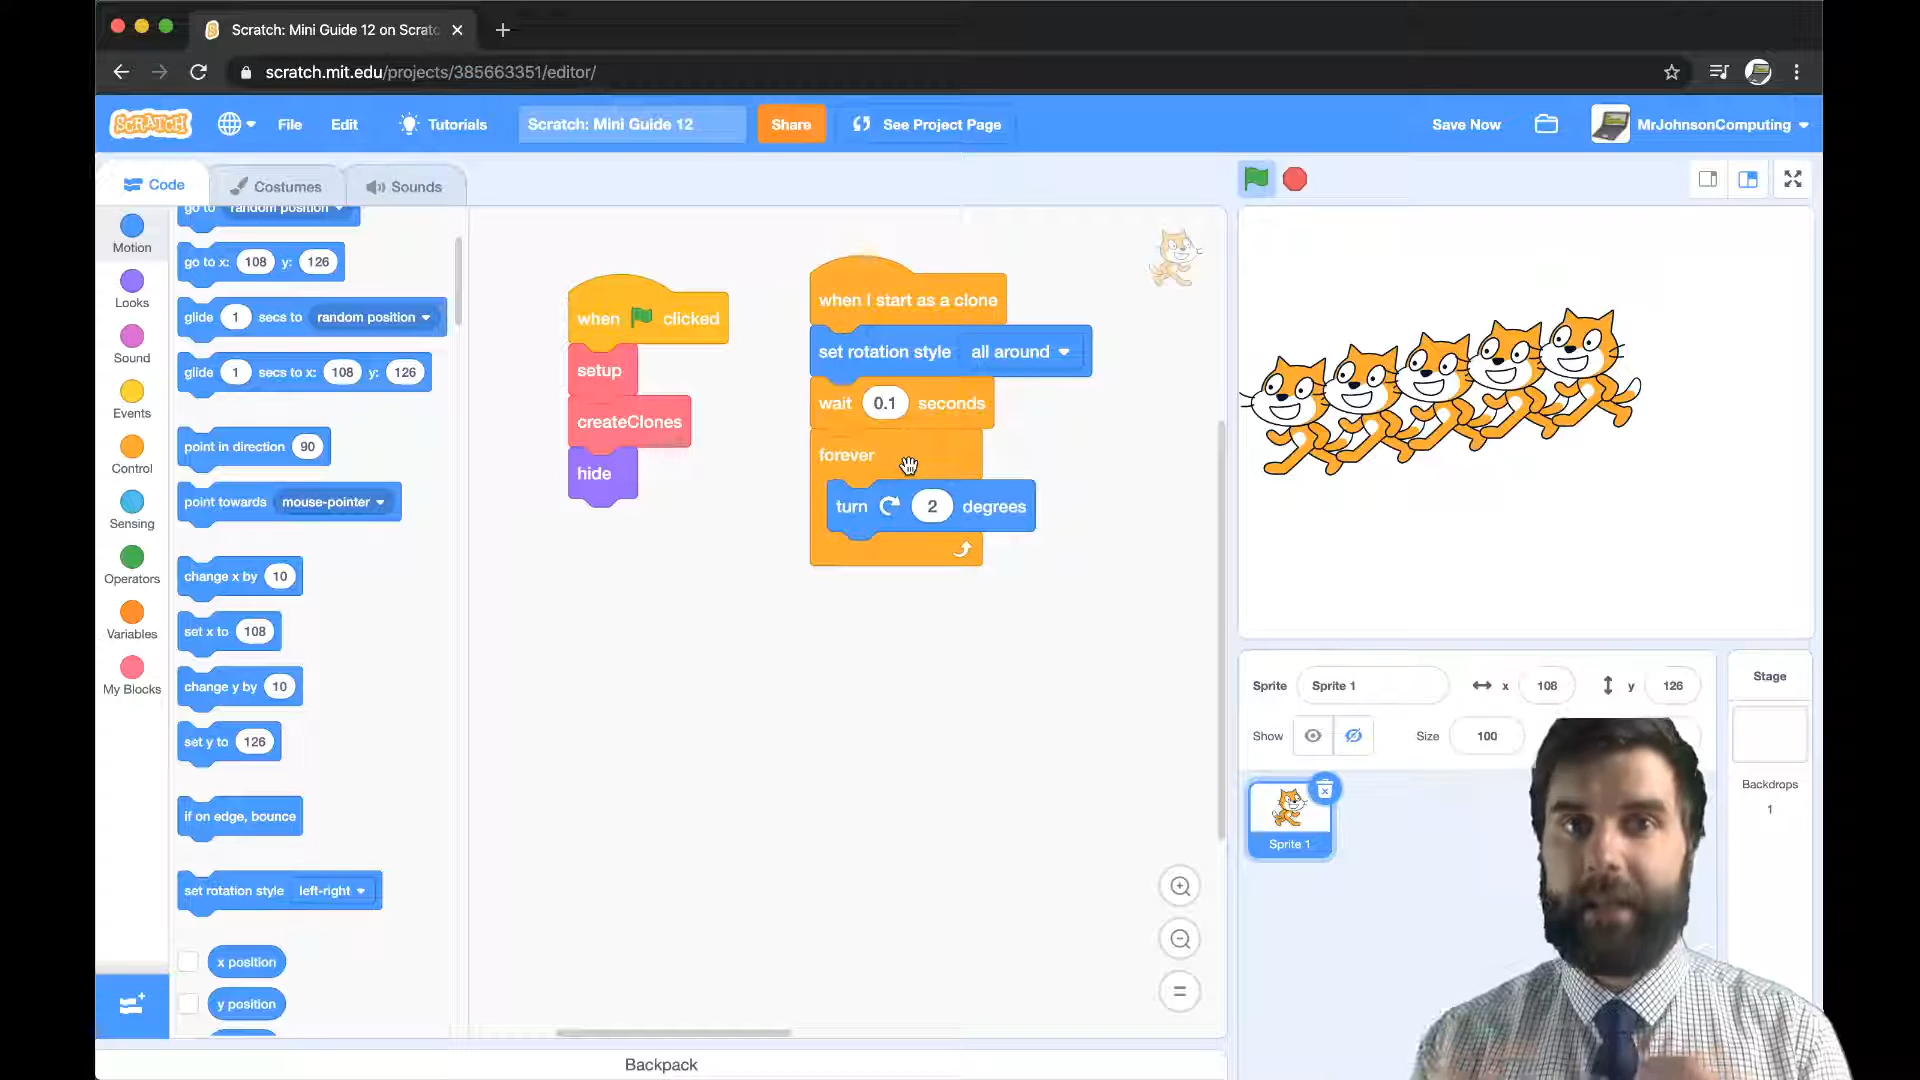 Scratch: Mini Guide 12 on Scratc
scratch.mit.edu/projects/385663351/editor/
SCRATCH
File
Edit
Tutorials
Scratch: Mini Guide 12
Share
See Project Page
Save Now
MrJohnsonComputing
Code
Costumes
Sounds
Motion
Looks
Sound
Events
Control
Sensing
Operators
Variables
My Blocks
go to random position
go to x: 108 y: 126
glide 1 secs to random position
glide 1 secs to x: 108 y: 126
point in direction 90
point towards mouse-pointer
change x by 10
set x to 108
change y by 10
set y to 126
if on edge, bounce
set rotation style left-right
x position
y position
when clicked
setup
createClones
hide
when I start as a clone
set rotation style all around
wait 0.1 seconds
forever
turn 2 degrees
Sprite
Sprite 1
x 108
y 126
Show
Size 100
Sprite 1
Stage
Backdrops
1
Backpack